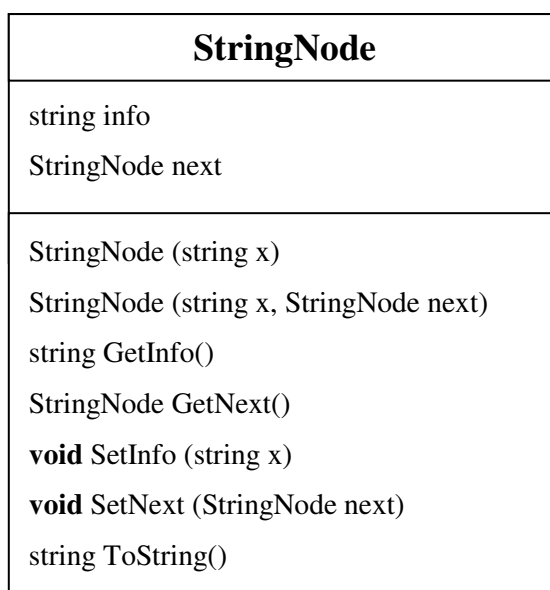 StringNode
string info
StringNode next
StringNode (string x)
StringNode (string x, StringNode next)
string GetInfo()
StringNode GetNext()
void SetInfo (string x)
void SetNext (StringNode next)
string ToString()